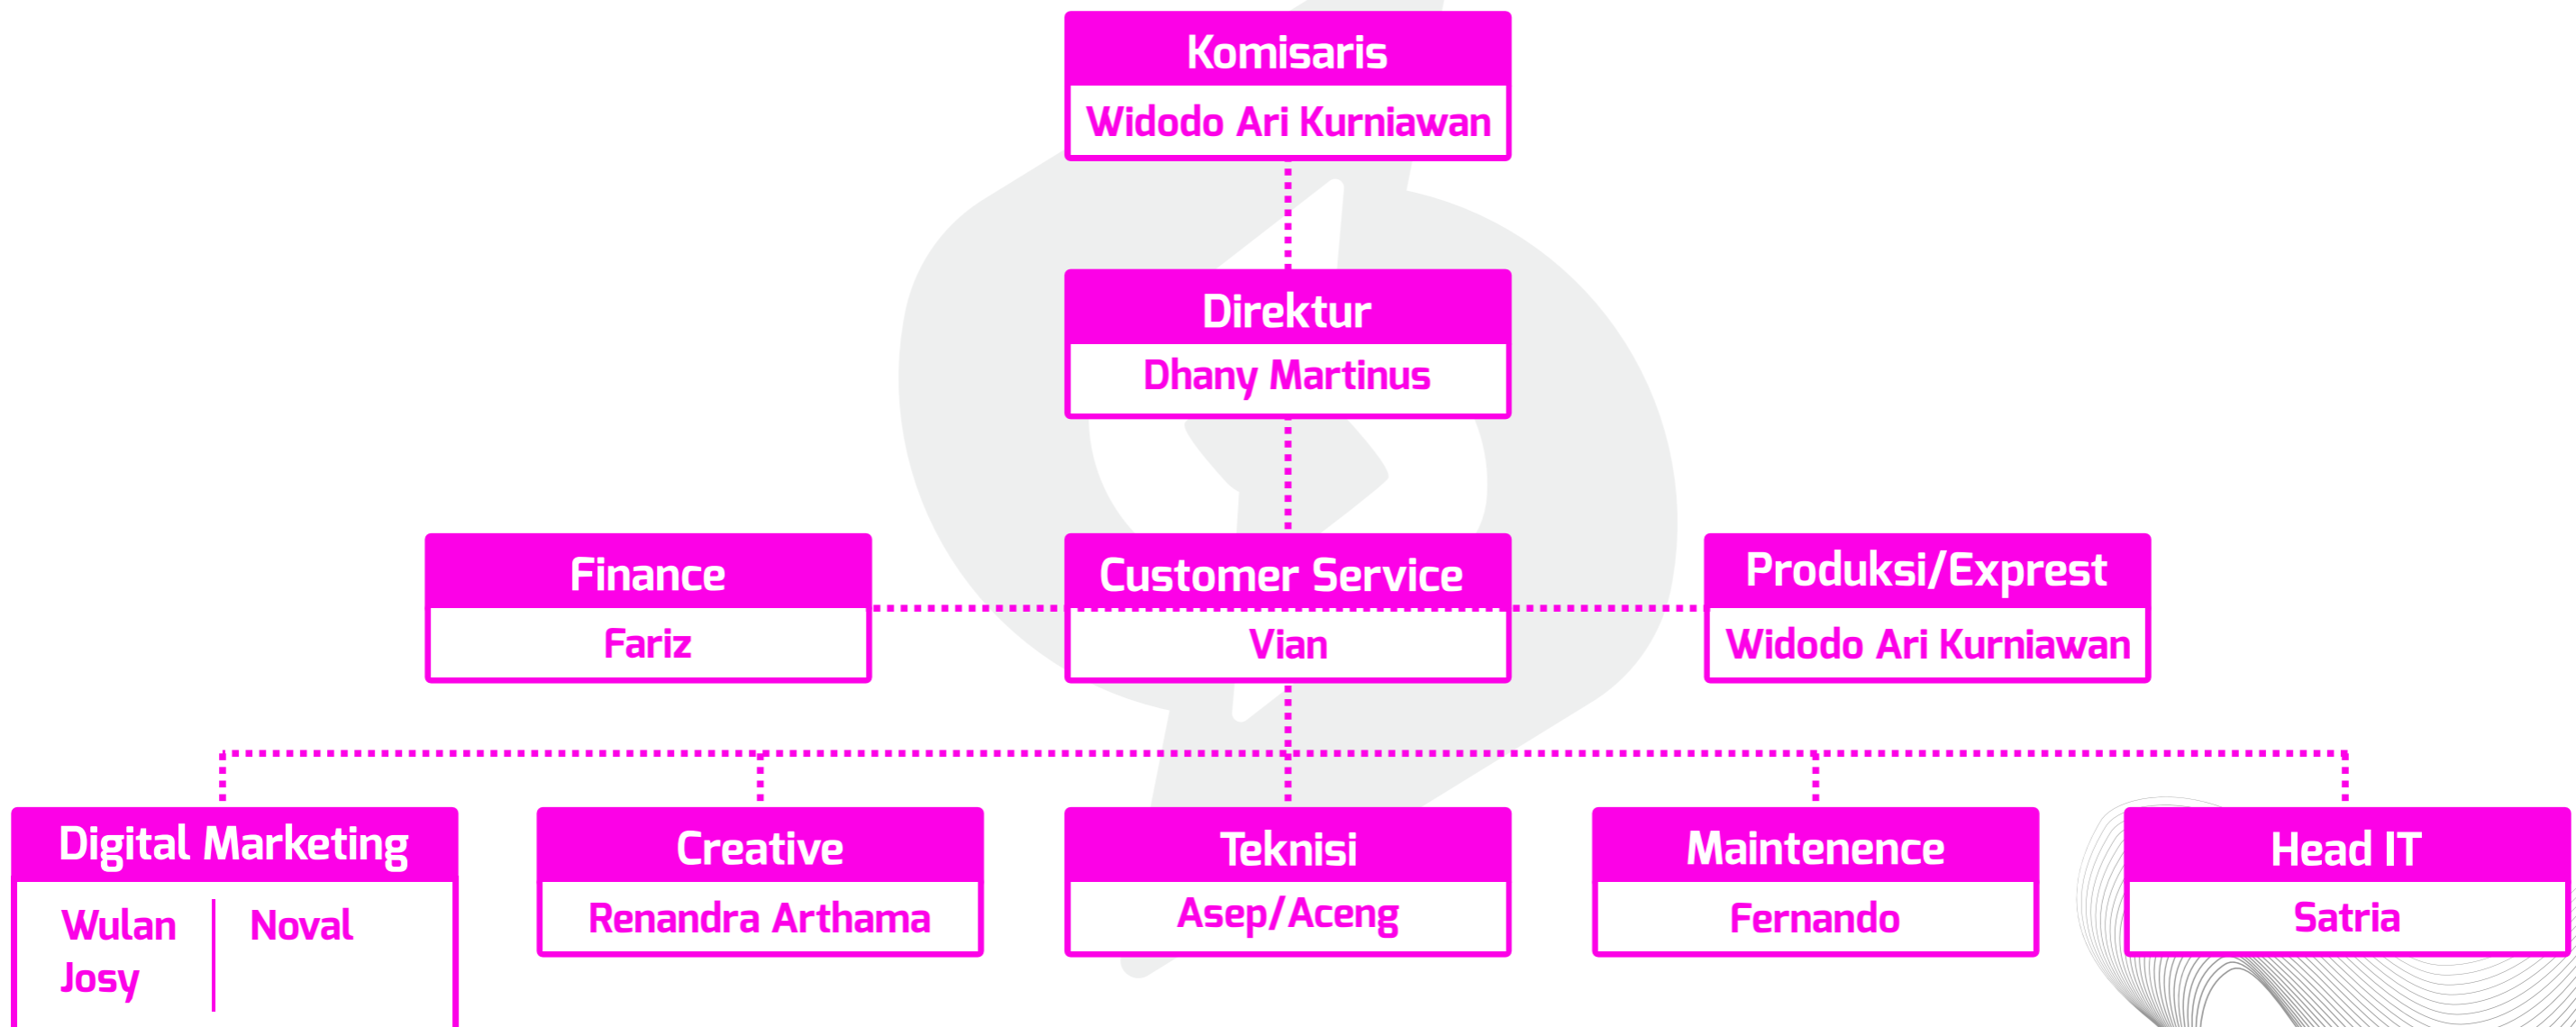 Komisaris
Widodo Ari Kurniawan
Direktur
Dhany Martinus
Finance
Fariz
Customer Service
Vian
Produksi/Exprest
Widodo Ari Kurniawan
Digital Marketing
Wulan
Josy
Noval
Creative
Renandra Arthama
Teknisi
Asep/Aceng
Maintenence
Fernando
Head IT
Satria